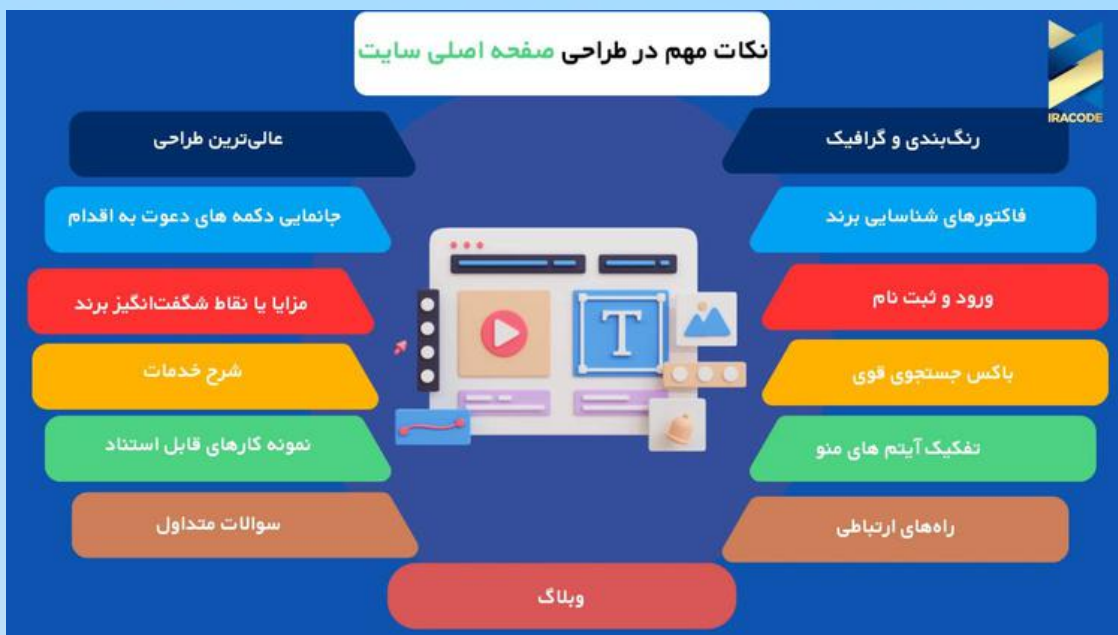 نکات مهم در طراحی صفحه اصلی سایت
IRACODE
رنگ‌بندی و گرافیک
عالی‌ترین طراحی
فاکتورهای شناسایی برند
جانمایی دکمه های دعوت به اقدام
ورود و ثبت نام
مزایا یا نقاط شگفت‌انگیز برند
باکس جستجوی قوی
شرح خدمات
تفکیک آیتم های منو
نمونه کارهای قابل استناد
راه‌های ارتباطی
سوالات متداول
وبلاگ
T